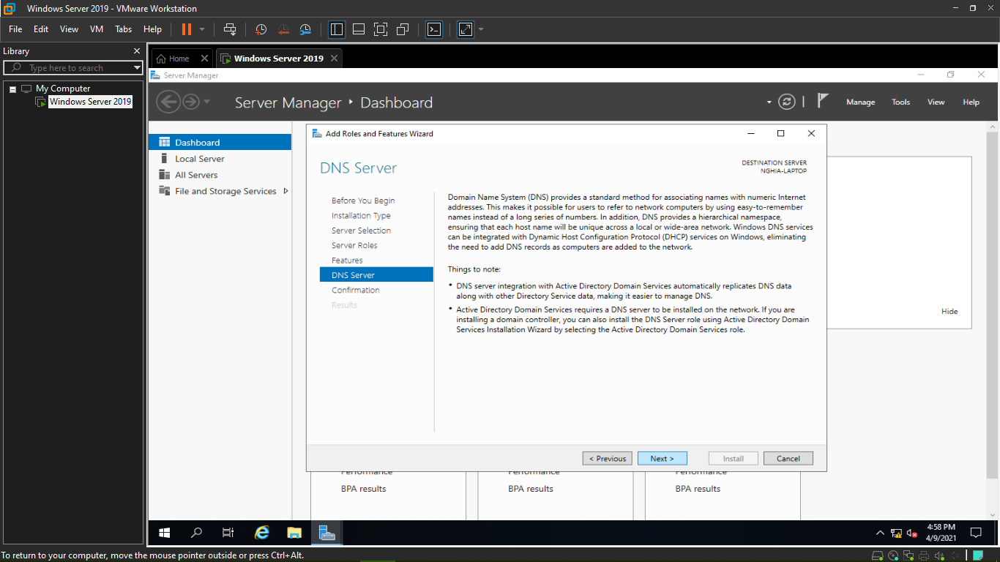 Windows Server 2019 - VMware Workstation
File Edit View VM Tabs Help
Library
Type here to search
My Computer
Windows Server 2019
Home
Windows Server 2019
Server Manager
Server Manager ‣ Dashboard
Manage Tools View Help
Dashboard
Local Server
All Servers
File and Storage Services
Add Roles and Features Wizard
DNS Server
DESTINATION SERVER
NGHIA-LAPTOP
Before You Begin
Installation Type
Server Selection
Server Roles
Features
DNS Server
Confirmation
Results
Domain Name System (DNS) provides a standard method for associating names with numeric Internet
addresses. This makes it possible for users to refer to network computers by using easy-to-remember
names instead of a long series of numbers. In addition, DNS provides a hierarchical namespace,
ensuring that each host name will be unique across a local or wide-area network. Windows DNS services
can be integrated with Dynamic Host Configuration Protocol (DHCP) services on Windows, eliminating
the need to add DNS records as computers are added to the network.
Things to note:
• DNS server integration with Active Directory Domain Services automatically replicates DNS data
along with other Directory Service data, making it easier to manage DNS.
• Active Directory Domain Services requires a DNS server to be installed on the network. If you are
installing a domain controller, you can also install the DNS Server role using Active Directory Domain
Services Installation Wizard by selecting the Active Directory Domain Services role.
Hide
< Previous Next > Install Cancel
Performance Performance Performance
BPA results BPA results BPA results
4:58 PM
4/9/2021
To return to your computer, move the mouse pointer outside or press Ctrl+Alt.